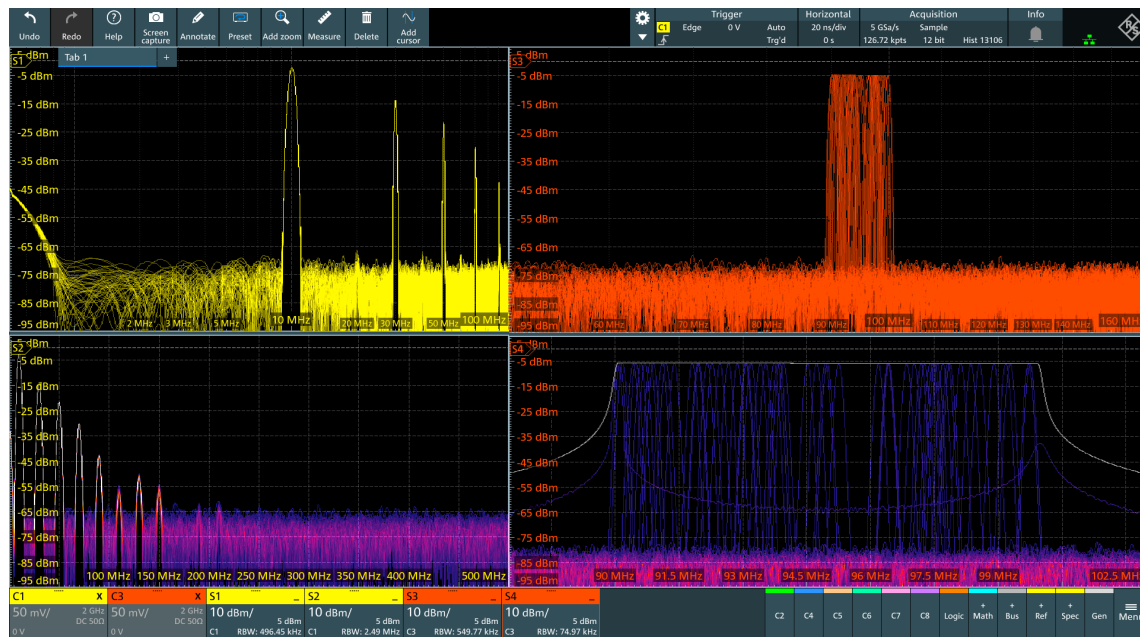 Undo Redo Help Screen capture Annotate Preset Add zoom Measure Delete Add cursor
Trigger Horizontal Acquisition Info
C1 Edge 0 V Auto 20 ns/div 5 GSa/s Sample
Trig'd 0 s 126.72 kpts 12 bit Hist 13106
R S
Tab 1 +
S1
-5 dBm
-15 dBm
-25 dBm
-35 dBm
-45 dBm
-55 dBm
-65 dBm
-75 dBm
-85 dBm
-95 dBm
2 MHz 3 MHz 5 MHz 10 MHz 20 MHz 30 MHz 50 MHz 100 MHz
S3
-5 dBm
-15 dBm
-25 dBm
-35 dBm
-45 dBm
-55 dBm
-65 dBm
-75 dBm
-85 dBm
-95 dBm
60 MHz 70 MHz 80 MHz 90 MHz 100 MHz 110 MHz 120 MHz 130 MHz 140 MHz 160 MHz
S2
-5 dBm
-15 dBm
-25 dBm
-35 dBm
-45 dBm
-55 dBm
-65 dBm
-75 dBm
-85 dBm
-95 dBm
100 MHz 150 MHz 200 MHz 250 MHz 300 MHz 350 MHz 400 MHz 500 MHz
S4
-5 dBm
-15 dBm
-25 dBm
-35 dBm
-45 dBm
-55 dBm
-65 dBm
-75 dBm
-85 dBm
-95 dBm
90 MHz 91.5 MHz 93 MHz 94.5 MHz 96 MHz 97.5 MHz 99 MHz 102.5 MHz
C1 X C3 X S1 S2 S3 S4
50 mV/ 2 GHz 50 mV/ 2 GHz 10 dBm/ 10 dBm/ 10 dBm/ 10 dBm/
DC 50Ω DC 50Ω 5 dBm 5 dBm 5 dBm 5 dBm
0 V 0 V C1 RBW: 496.45 kHz C1 RBW: 2.49 MHz C3 RBW: 549.77 kHz C3 RBW: 74.97 kHz
C2 C4 C5 C6 C7 C8 Logic + Math + Bus + Ref + Spec Gen Menu